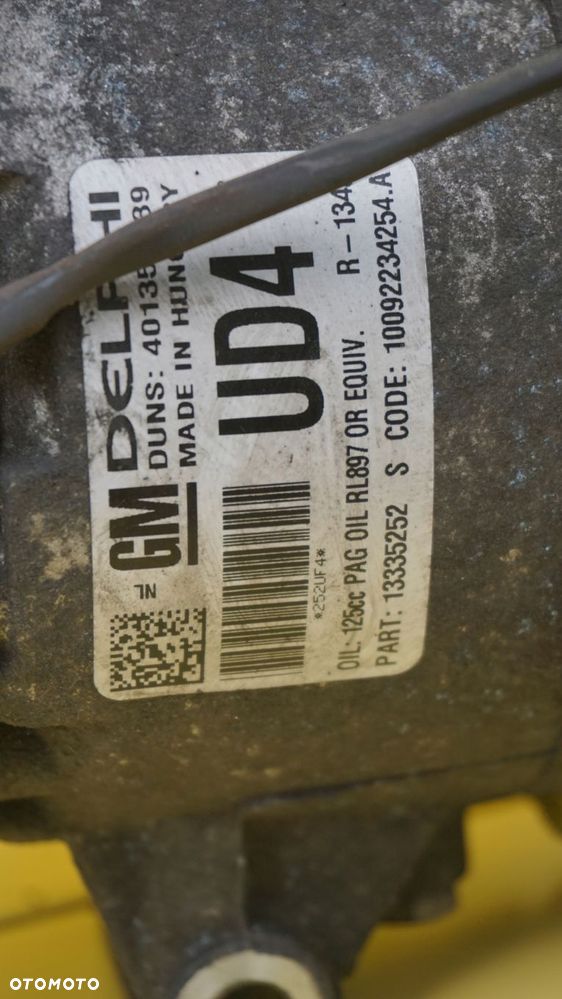 NL GM DELPHI
DUNS: 40135
MADE IN HUNGARY
UD4
*252UF4*
OIL: 125cc PAG OIL RL897 OR EQUIV. R-134
PART: 13335252 S CODE: 10092234254.A
OTOMOTO